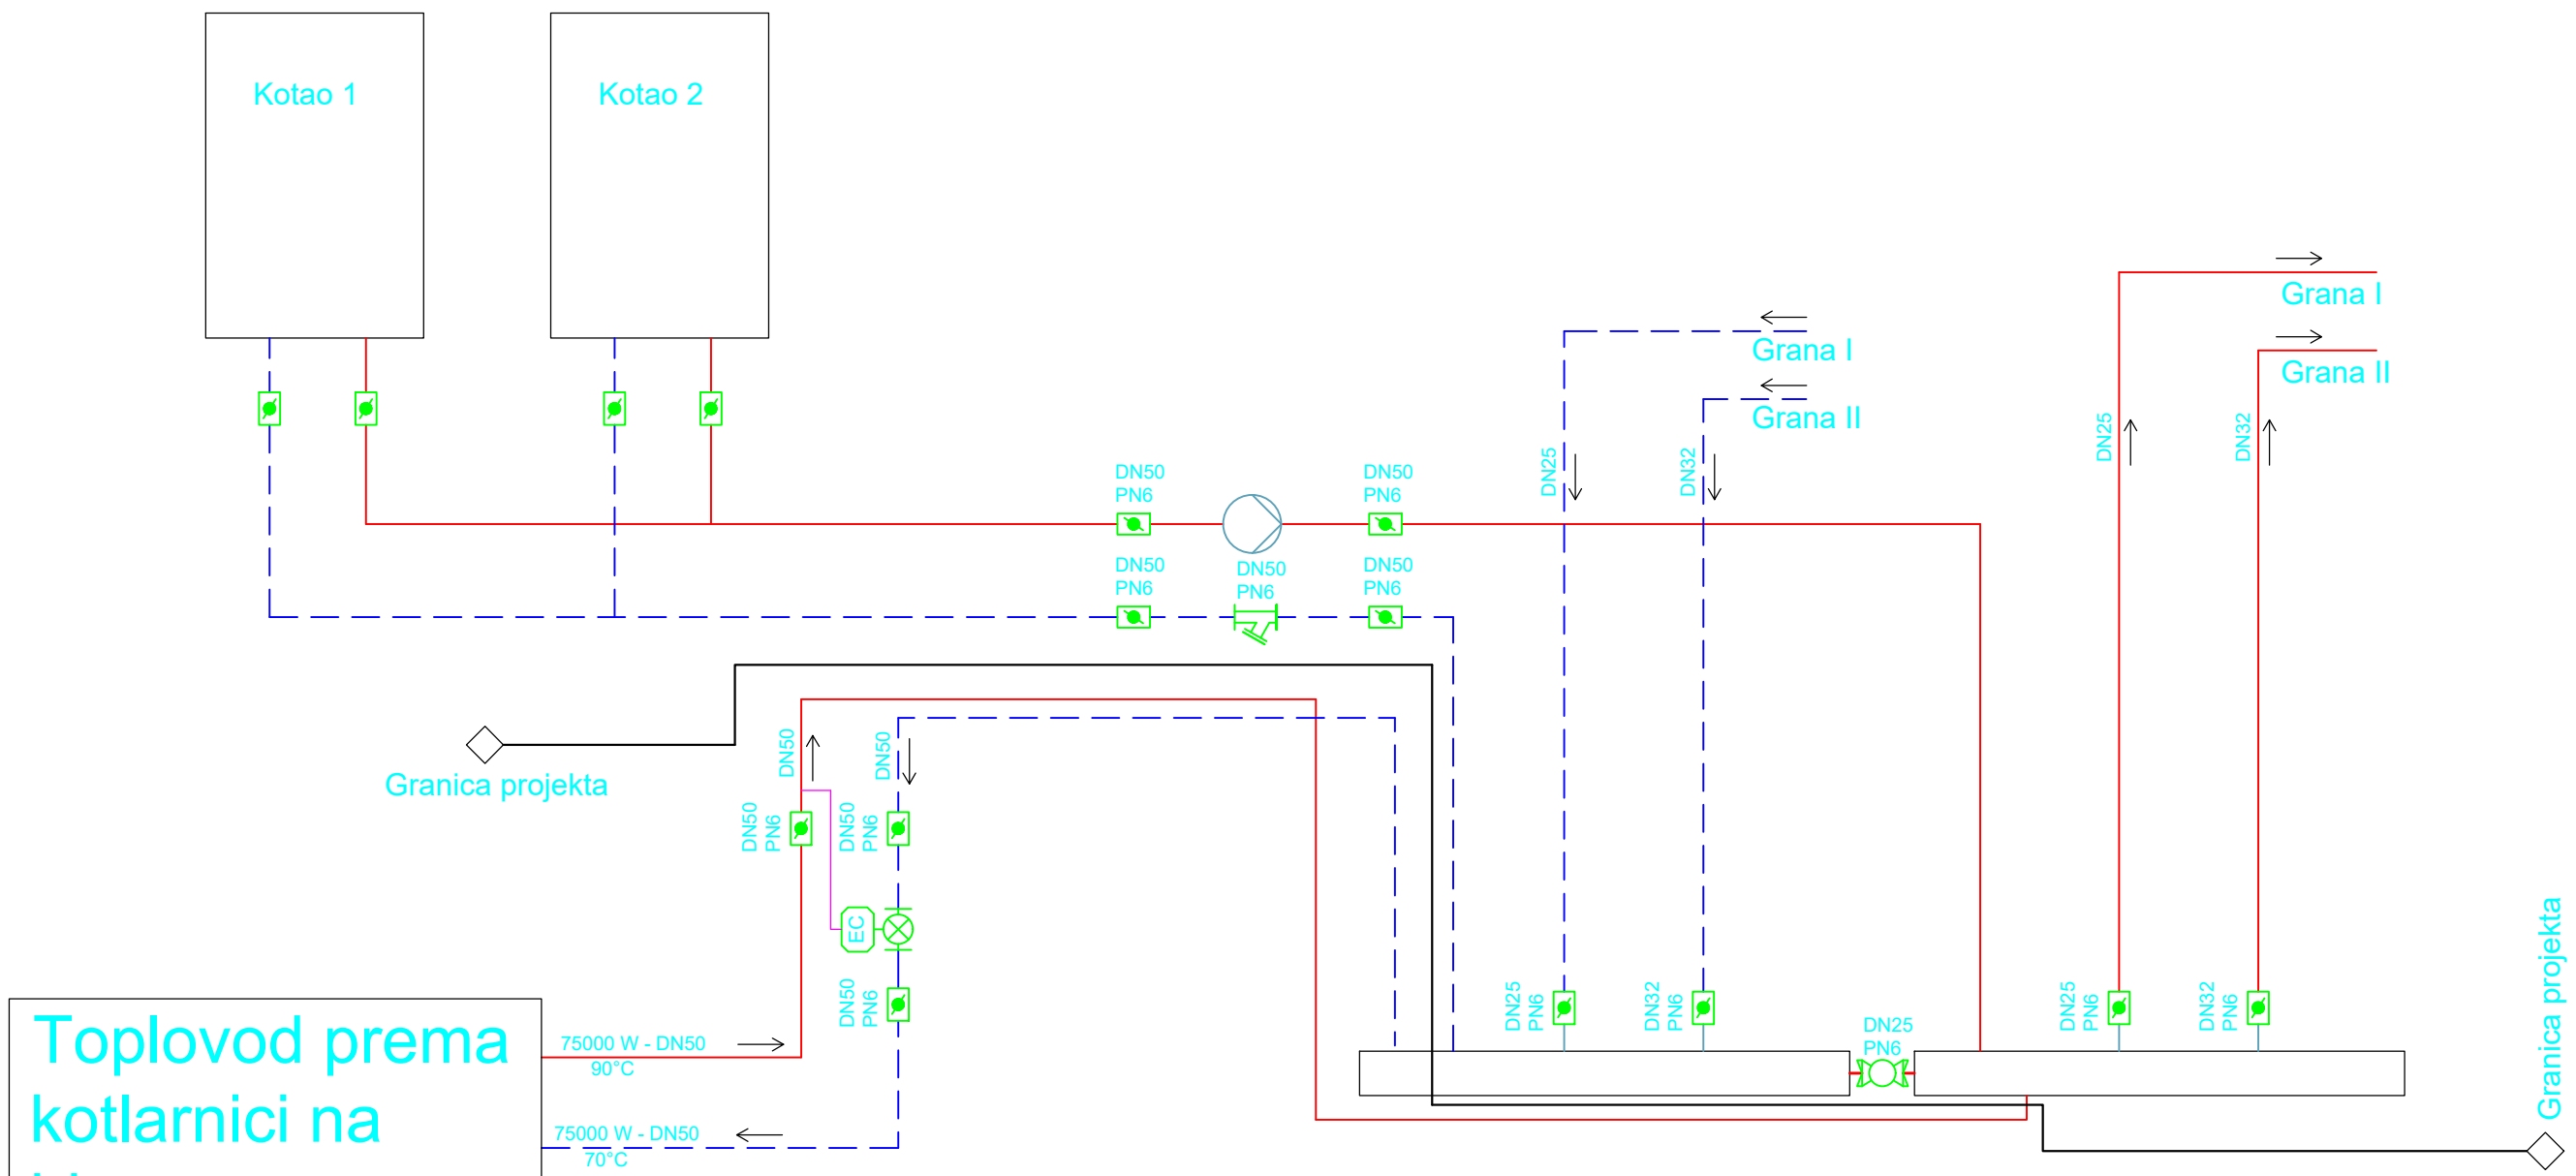 Kotao 1
Kotao 2
Grana I
Grana II
Grana I
Grana II
DN25
DN32
DN25
DN32
DN50
PN6
DN50
PN6
DN50
PN6
DN50
PN6
DN50
PN6
Granica projekta
DN50
DN50
DN50
PN6
DN50
PN6
EC
DN50
PN6
Toplovod prema
kotlarnici na
75000 W - DN50
90°C
75000 W - DN50
70°C
DN25
PN6
DN32
PN6
DN25
PN6
DN25
PN6
DN32
PN6
Granica projekta